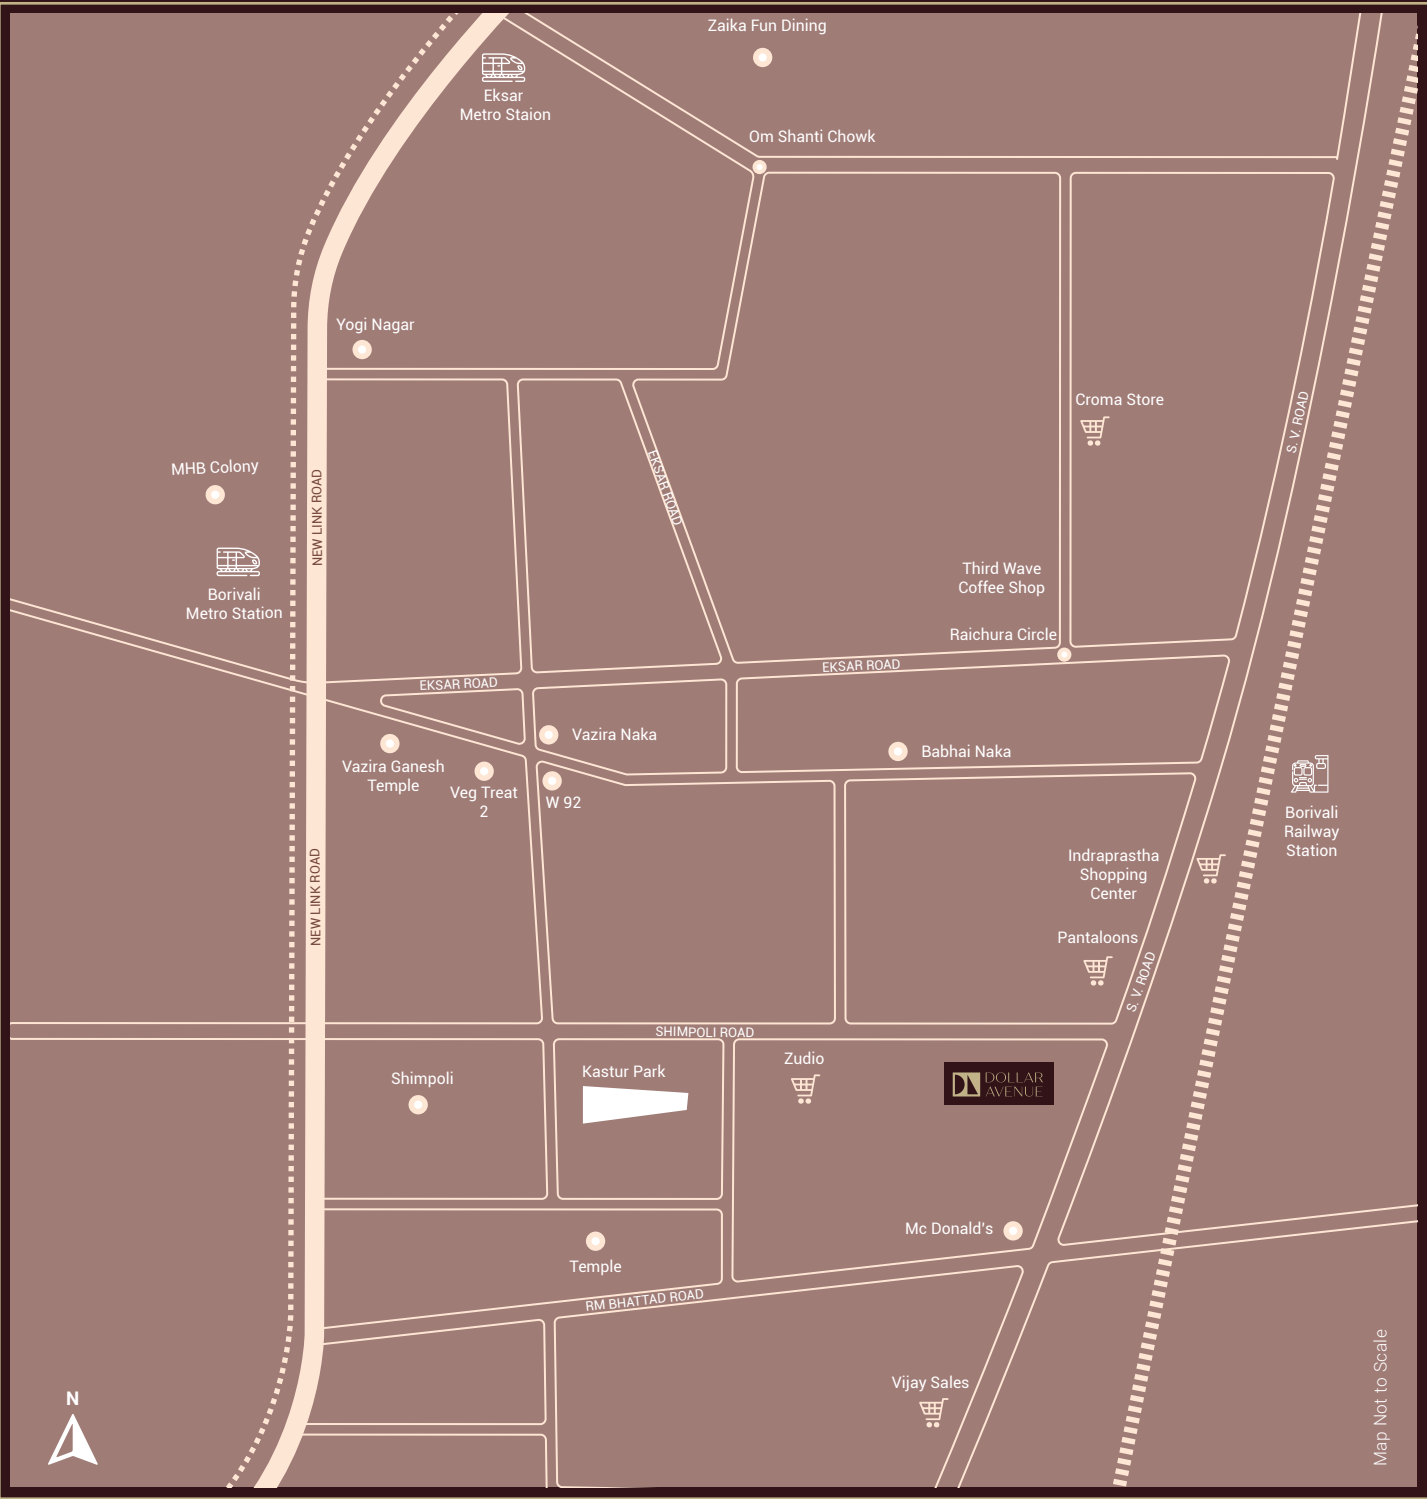 Zaika Fun Dining
Eksar
Metro Staion
Om Shanti Chowk
Yogi Nagar
Croma Store
S. V. ROAD
MHB Colony
NEW LINK ROAD
EKSAR ROAD
Borivali
Metro Station
Third Wave
Coffee Shop
Raichura Circle
EKSAR ROAD
EKSAR ROAD
Vazira Naka
Babhai Naka
Vazira Ganesh
Temple
Veg Treat
2
W 92
Borivali
Railway
Station
NEW LINK ROAD
Indraprastha
Shopping
Center
Pantaloons
S. V. ROAD
SHIMPOLI ROAD
Shimpoli
Kastur Park
Zudio
DOLLAR
AVENUE
Mc Donald's
Temple
RM BHATTAD ROAD
Vijay Sales
N
Map Not to Scale